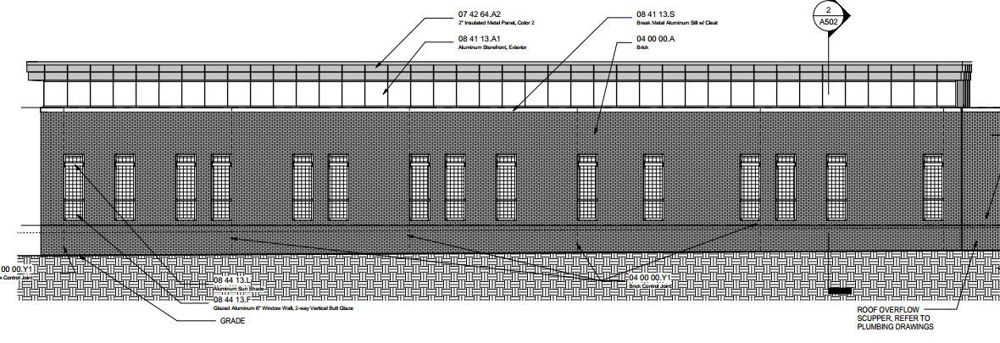 07 42 64.A2
2" Insulated Metal Panel, Color 2
08 41 13.A1
Aluminum Storefront, Exterior
08 41 13.S
Break Metal Aluminum Sill w/ Cleat
04 00 00.A
Brick
2
A502
00 00.Y1
k Control Joint
08 44 13.L
Aluminum Sun Shade
08 44 13.F
Glazed Aluminum 6" Window Wall, 2-way Vertical Butt Glaze
GRADE
04 00 00.Y1
Brick Control Joint
ROOF OVERFLOW
SCUPPER, REFER TO
PLUMBING DRAWINGS